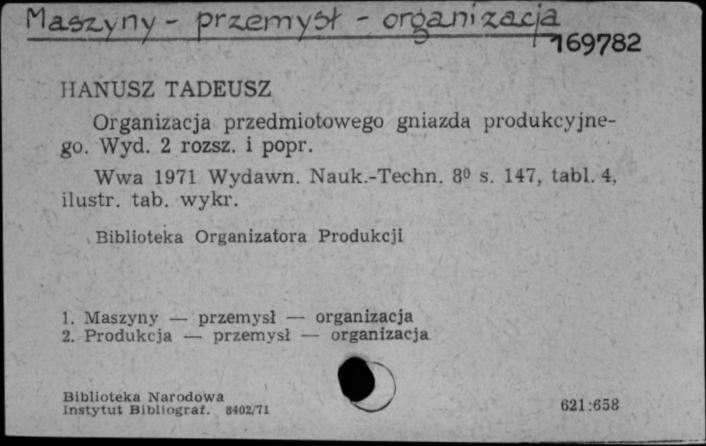 Maszyny - przemysł - organizacja
169782
HANUSZ TADEUSZ
Organizacja przedmiotowego gniazda produkcyjne-
go. Wyd. 2 rozsz. i popr.
Wwa 1971 Wydawn. Nauk.-Techn. 8⁰ s. 147, tabl. 4,
ilustr. tab. wykr.
Biblioteka Organizatora Produkcji
1. Maszyny — przemysł — organizacja
2. Produkcja — przemysł — organizacja
Biblioteka Narodowa
Instytut Bibliograf. 8402/71
621:658